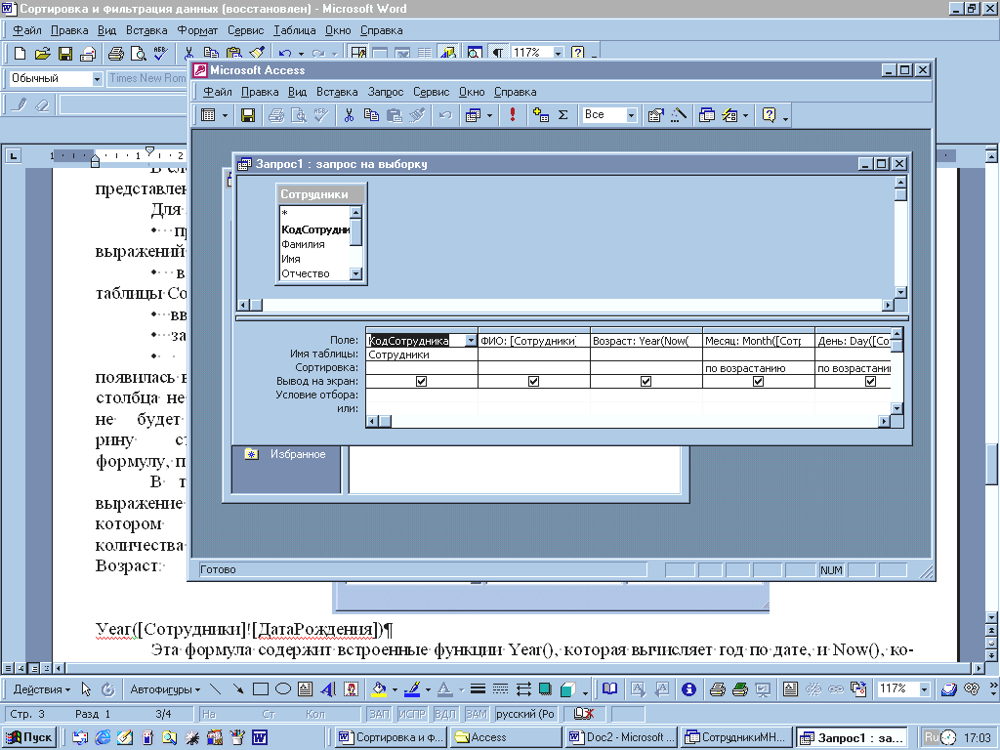 Сортировка и Фильтрация данных (восстановлен) - Microsoft Word
Файл Правка Вид Вставка Формат Сервис Таблица Окно Справка
117%
Обычный Times New Rom
Microsoft Access
Файл Правка Вид Вставка Запрос Сервис Окно Справка
Все
1 1 2
Запрос1 : запрос на выборку
Сотрудники
*
КодСотрудни
Фамилия
Имя
Отчество
Поле: КодСотрудника ФИО: [Сотрудники] Возраст: Year(Now( Месяц: Month([Сотр День: Day([Со
Имя таблицы: Сотрудники
Сортировка: по возрастанию по возрастани
Вывод на экран:
Условие отбора:
или:
Избранное
Готово NUM
представлен
Для
• пр
выражений
• в
таблицы Со
• вв
• за
•
появилась в
столбца не
не будет
рину ст
формулу, п
В т
выражение
котором
количества
Возраст:
Year([Сотрудники]![ДатаРождения])¶
Эта формула содержит встроенные функции Year(), которая вычисляет год по дате, и Now(), ко-
Действия Автофигуры 117%
Стр. 3 Разд 1 3/4 На Ст Кол ЗАП ИСПР ВДЛ ЗАМ русский (Ро
Пуск Сортировка и Ф... Access Doc2 - Microsoft ... СотрудникиМН... Запрос1 : за... Ru 17:03